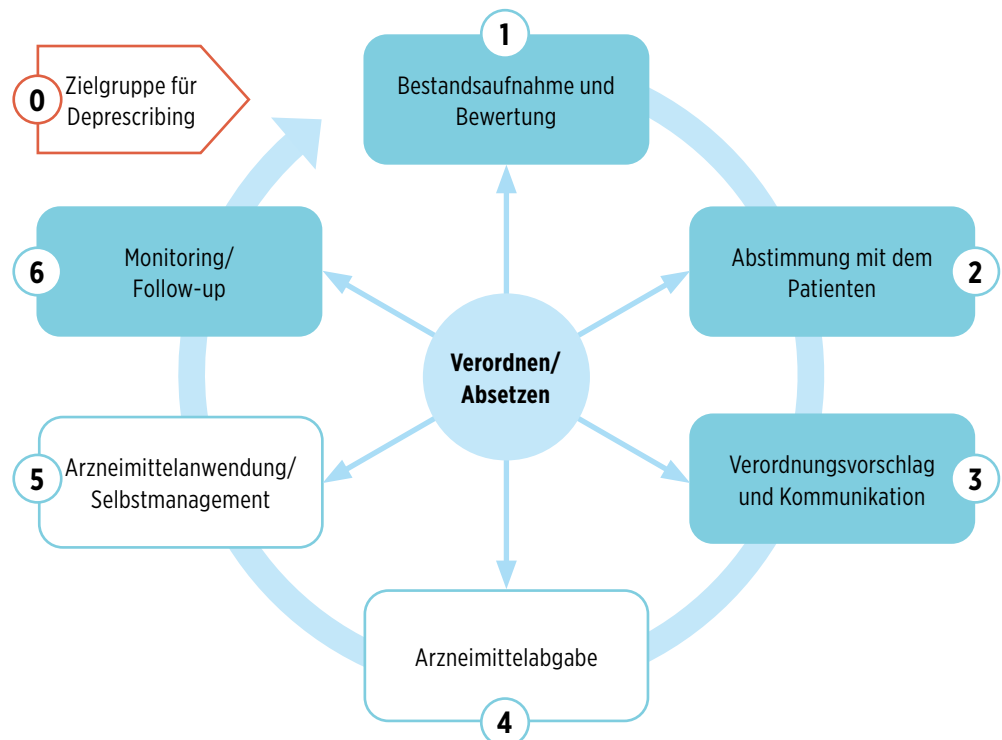 0
Zielgruppe für
Deprescribing
1
Bestandsaufnahme und
Bewertung
2
Abstimmung mit dem
Patienten
3
Verordnungsvorschlag
und Kommunikation
4
Arzneimittelabgabe
5
Arzneimittelanwendung/
Selbstmanagement
6
Monitoring/
Follow-up
Verordnen/
Absetzen